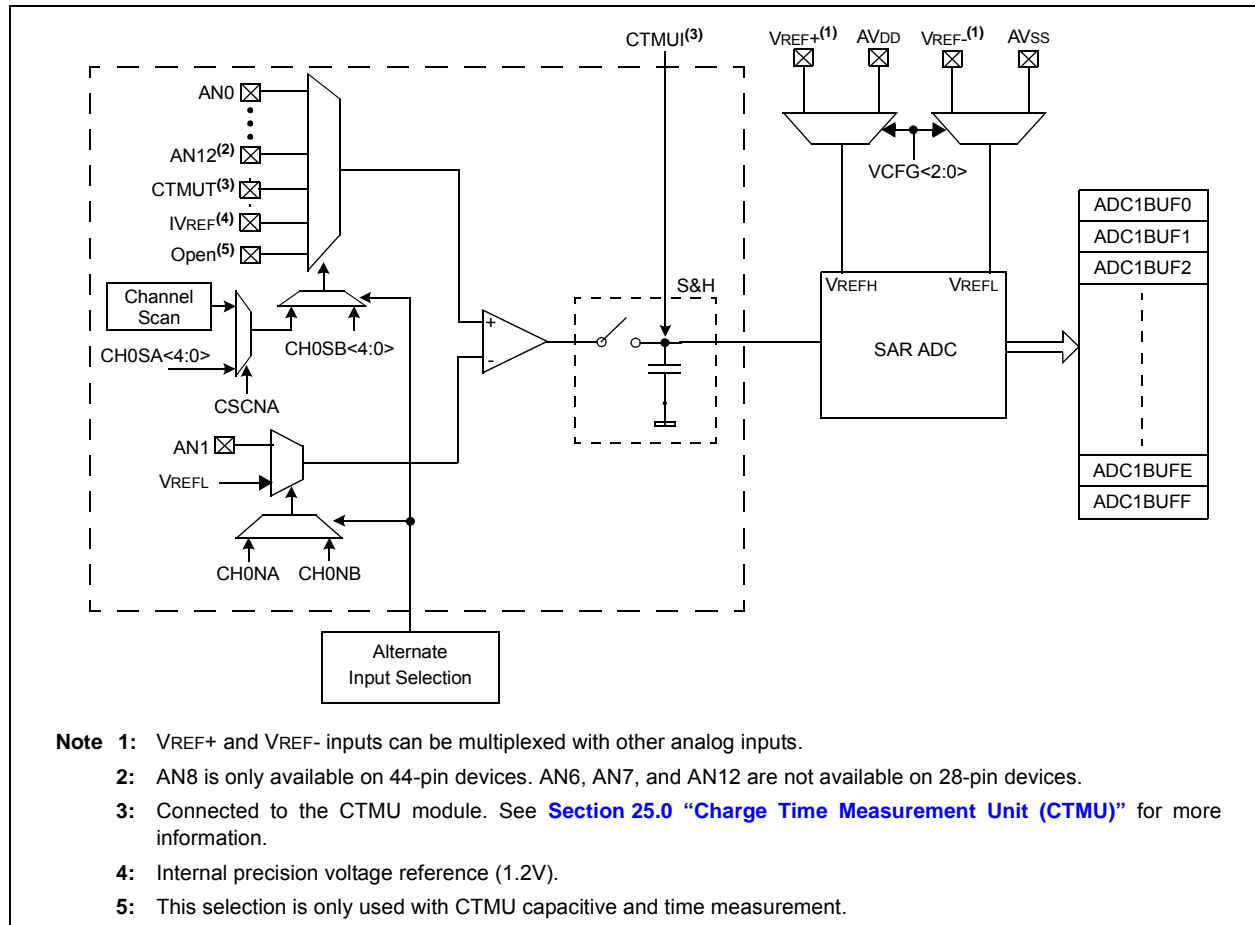 CTMUI(3)
VREF+(1)
AVDD
VREF-(1)
AVSS
AN0
AN12(2)
CTMUT(3)
IVREF(4)
Open(5)
VCFG<2:0>
ADC1BUF0
ADC1BUF1
ADC1BUF2
Channel
Scan
S&H
VREFH
VREFL
+
-
CH0SA<4:0>
CH0SB<4:0>
SAR ADC
CSCNA
AN1
VREFL
ADC1BUFE
ADC1BUFF
CH0NA
CH0NB
Alternate
Input Selection
Note 1: VREF+ and VREF- inputs can be multiplexed with other analog inputs.
2: AN8 is only available on 44-pin devices. AN6, AN7, and AN12 are not available on 28-pin devices.
3: Connected to the CTMU module. See Section 25.0 “Charge Time Measurement Unit (CTMU)” for more
information.
4: Internal precision voltage reference (1.2V).
5: This selection is only used with CTMU capacitive and time measurement.